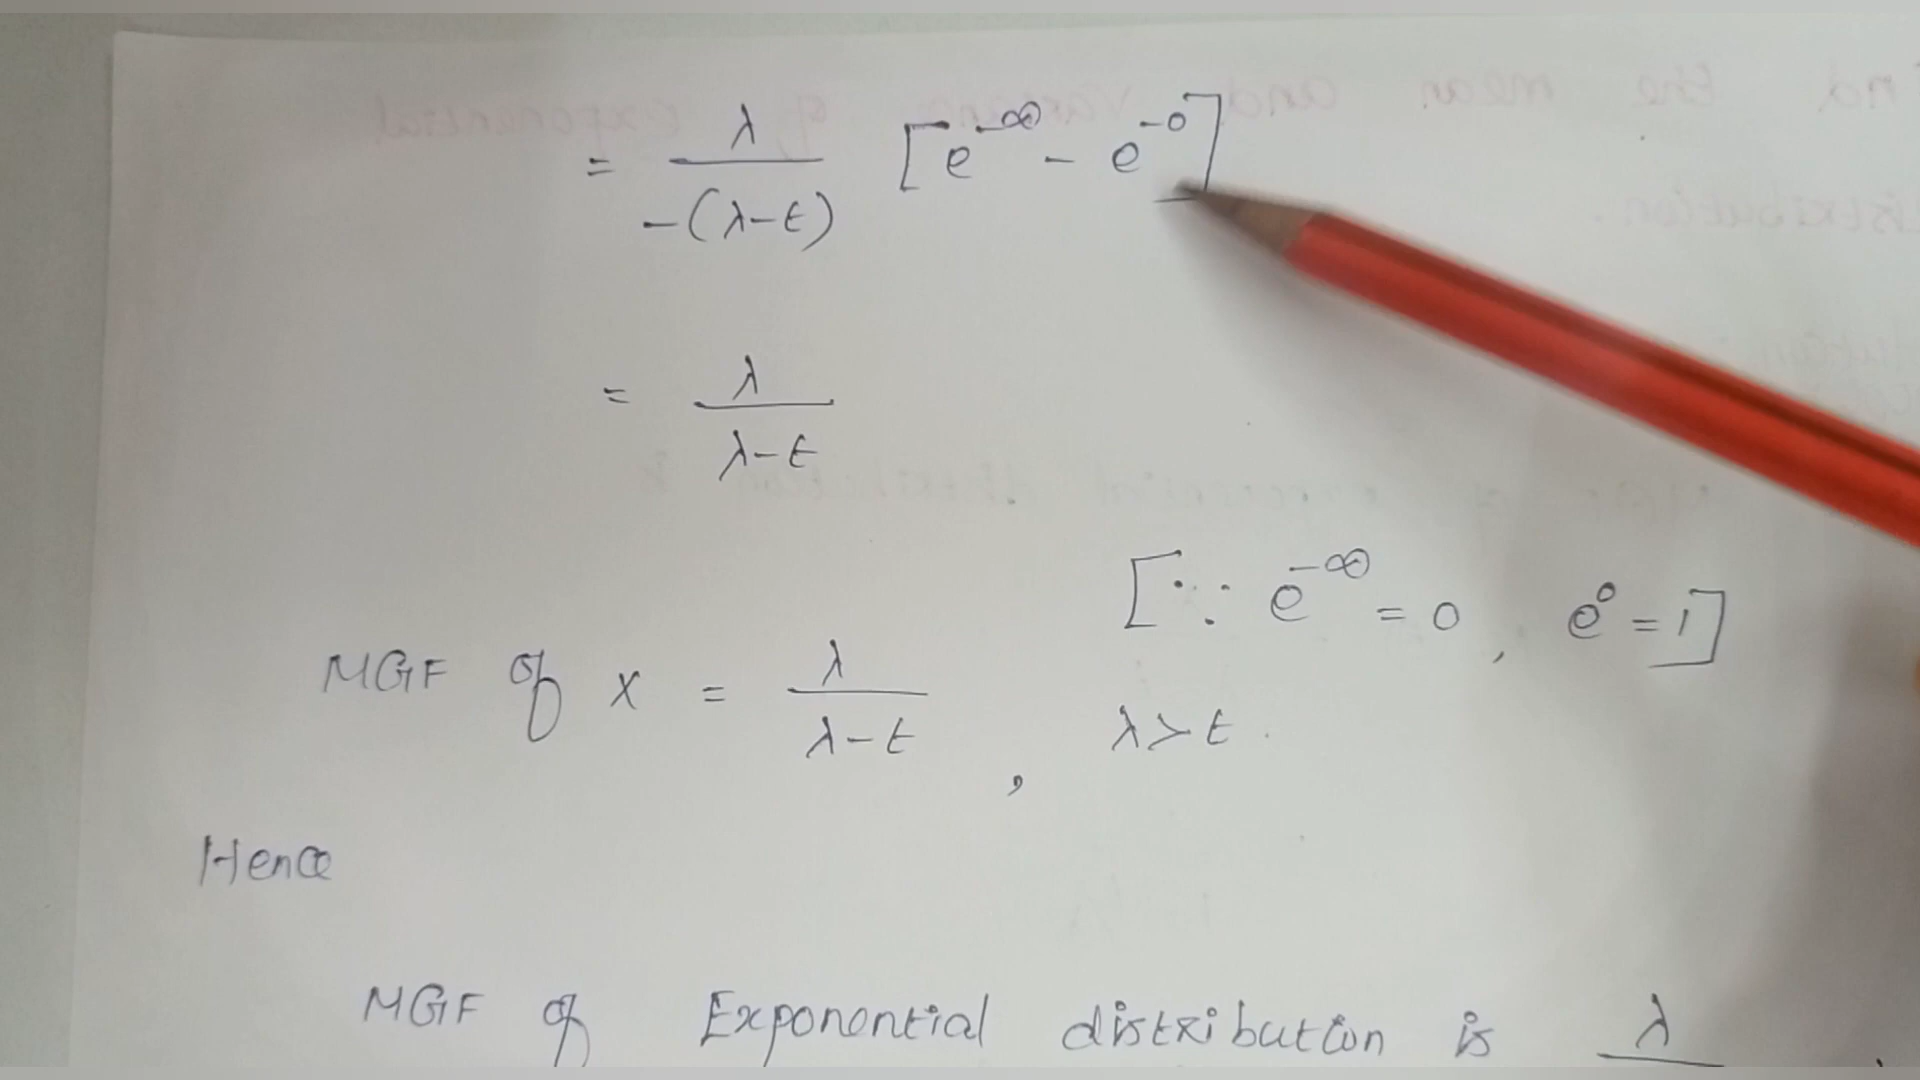 = λ / -(λ-t) [e^-∞ - e^-0]
= λ / λ-t
[∵ e^-∞ = 0, e^0 = 1]
MGF of X = λ / λ-t, λ>t.
Hence
MGF of Exponential distribution is λ